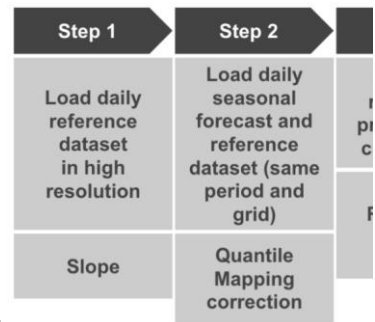 Step 1
Step 2
Load daily
reference
dataset
in high
resolution
Load daily
seasonal
forecast and
reference
dataset (same
period and
grid)
Slope
Quantile
Mapping
correction